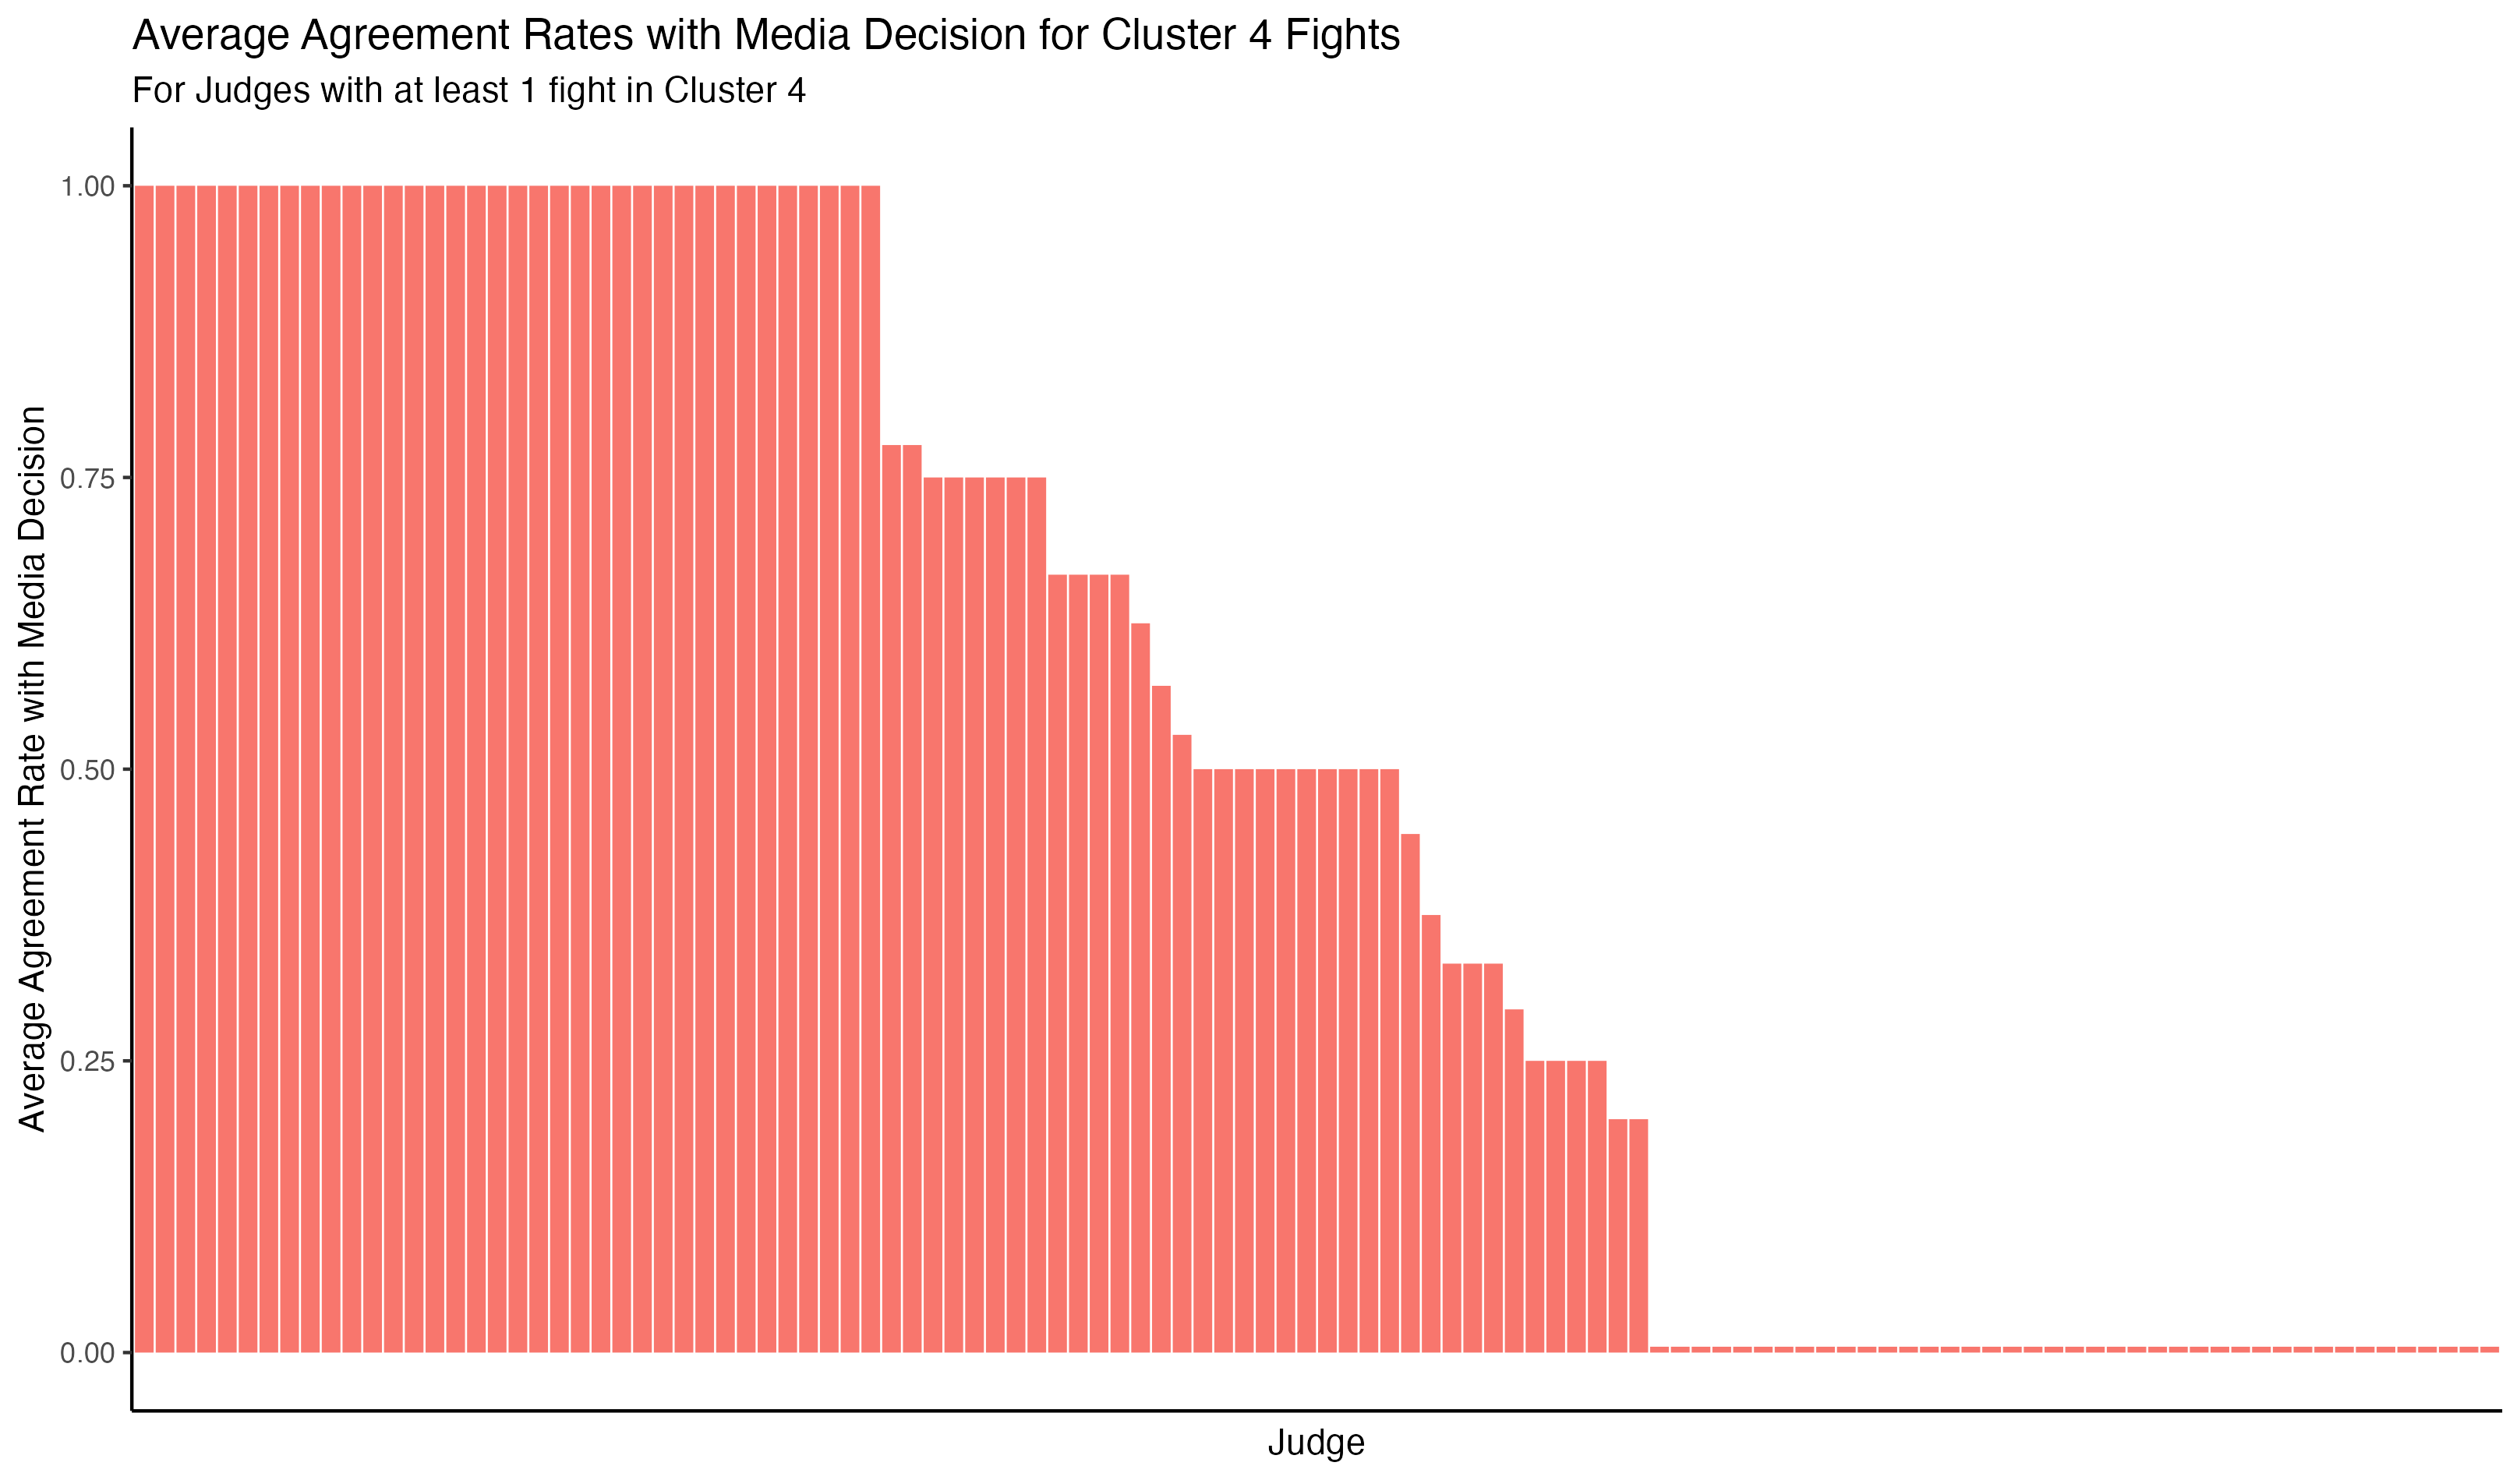 Average Agreement Rates with Media Decision for Cluster 4 Fights
For Judges with at least 1 fight in Cluster 4
Average Agreement Rate with Media Decision
1.00
0.75
0.50
0.25
0.00
Judge